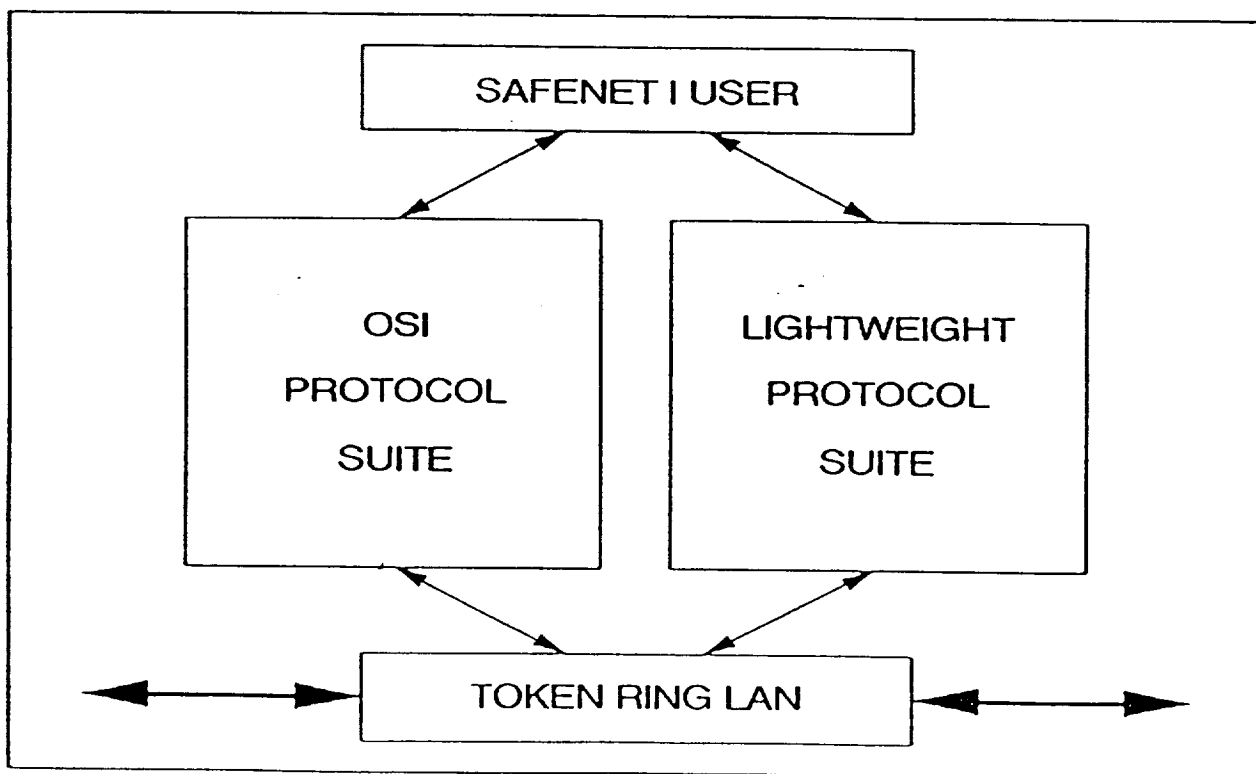 SAFENET I USER
OSI
PROTOCOL
SUITE
LIGHTWEIGHT
PROTOCOL
SUITE
TOKEN RING LAN